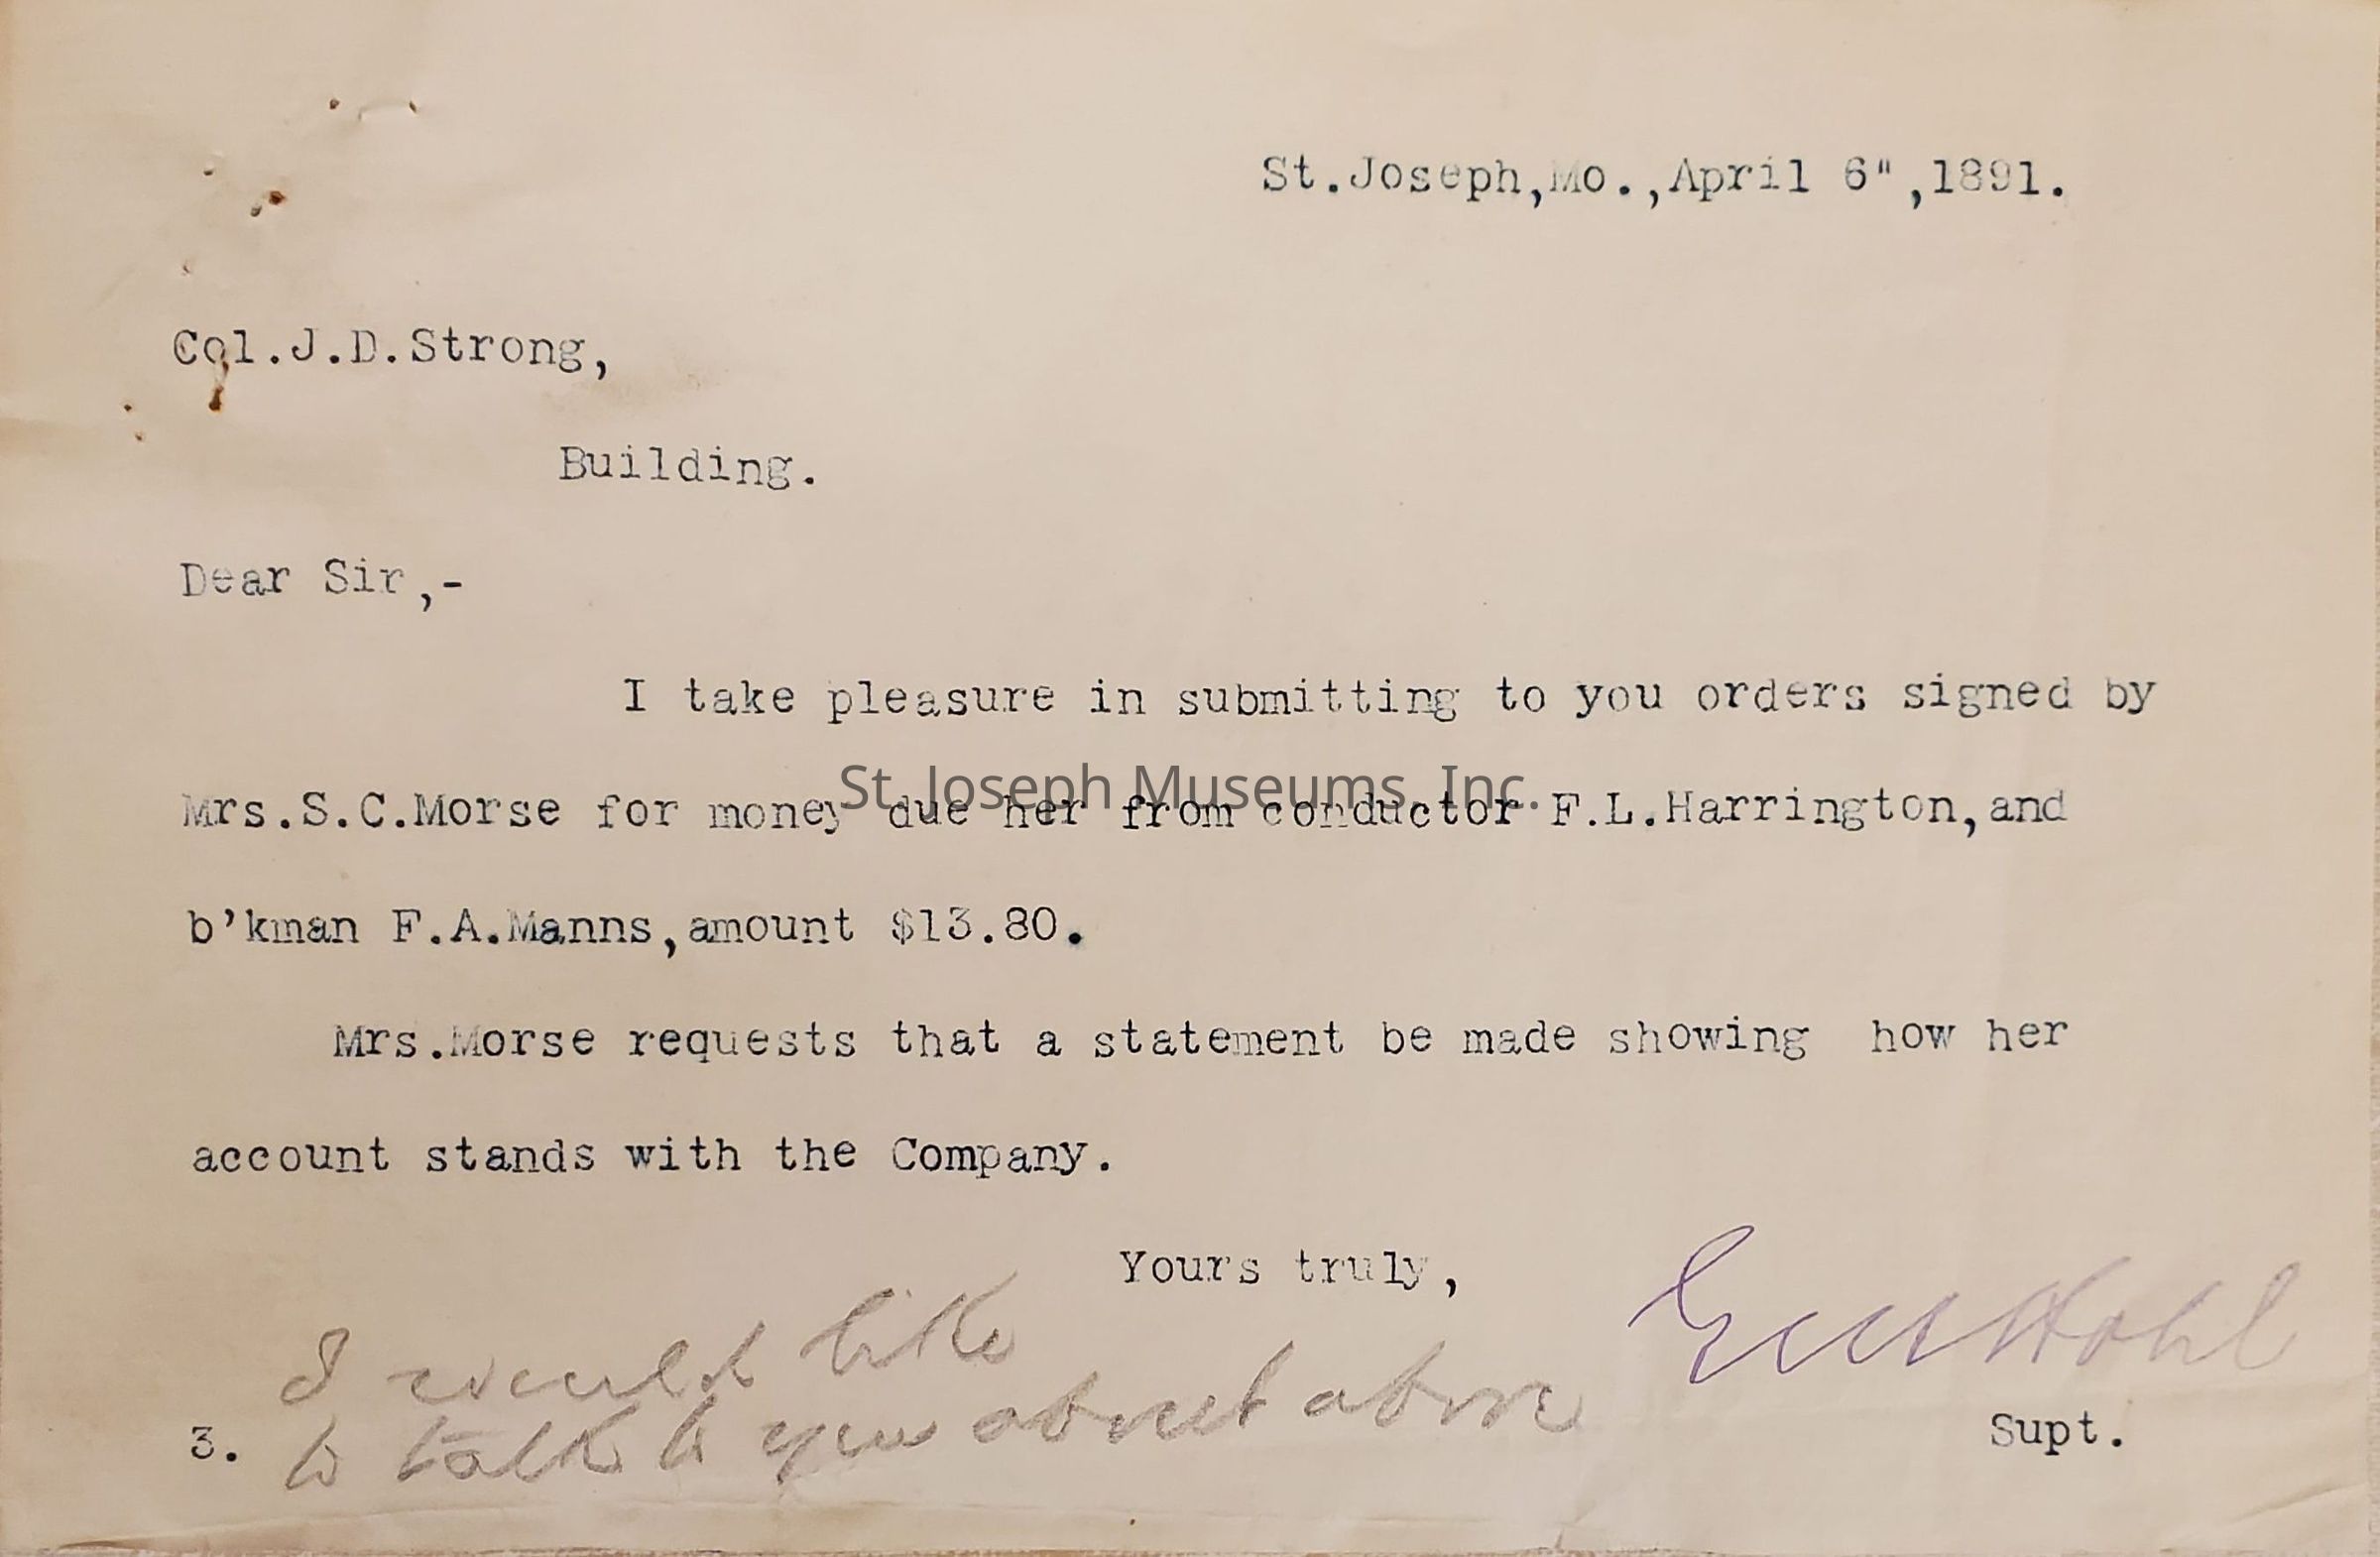 St.Joseph,Mo.,April 6",1891.
Col.J.D.Strong,
Building.
Dear Sir,-
I take pleasure in submitting to you orders signed by
St. Joseph Museums, Inc.
Mrs.S.C.Morse for money due her from conductor F.L.Harrington,and
b'kman F.A.Manns,amount $13.80.
Mrs.Morse requests that a statement be made showing how her
account stands with the Company.
Yours truly,
Hohl
Supt.
3.
I would like
to talk to you about above